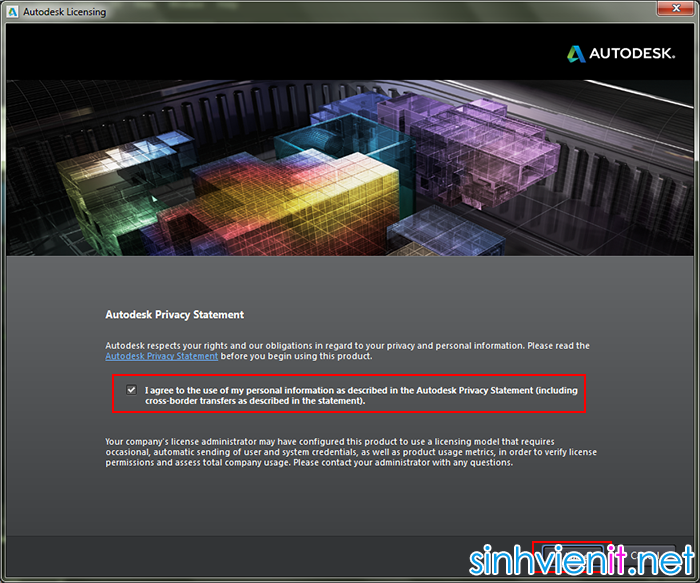 Autodesk Licensing
AUTODESK.
Autodesk Privacy Statement
Autodesk respects your rights and our obligations in regard to your privacy and personal information. Please read the
Autodesk Privacy Statement before you begin using this product.
I agree to the use of my personal information as described in the Autodesk Privacy Statement (including
cross-border transfers as described in the statement).
Your company's license administrator may have configured this product to use a licensing model that requires
occasional, automatic sending of user and system credentials, as well as product usage metrics, in order to verify license
permissions and assess total company usage. Please contact your administrator with any questions.
sinhvienit.net